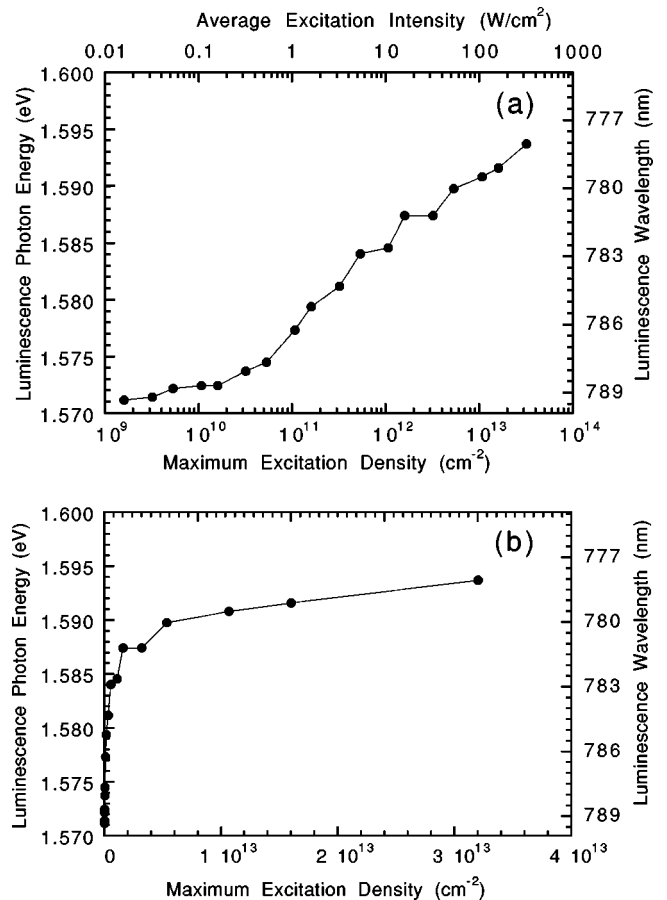 Average Excitation Intensity (W/cm2)
0.01 0.1 1 10 100 1000
(a)
Luminescence Photon Energy (eV)
1.600
1.595
1.590
1.585
1.580
1.575
1.570
777
780
783
786
789
Luminescence Wavelength (nm)
10^9 10^10 10^11 10^12 10^13 10^14
Maximum Excitation Density (cm-2)
(b)
Luminescence Photon Energy (eV)
1.600
1.595
1.590
1.585
1.580
1.575
1.570
777
780
783
786
789
Luminescence Wavelength (nm)
0 1 10^13 2 10^13 3 10^13 4 10^13
Maximum Excitation Density (cm-2)